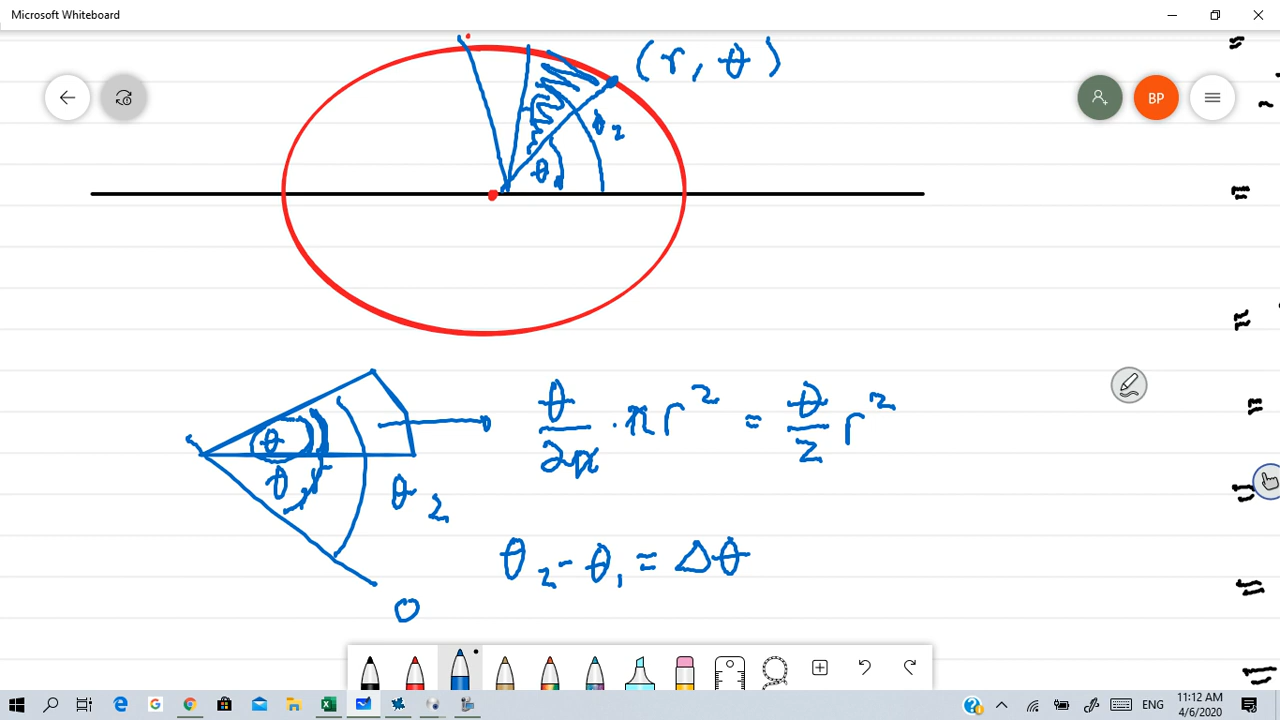 Microsoft Whiteboard
(r, θ)
BP
θ₂
θ₁
θ
θ₁
θ₂
0
θ/2π · πr² = θ/2 r²
θ₂ - θ₁ = Δθ
11:12 AM
ENG
4/6/2020